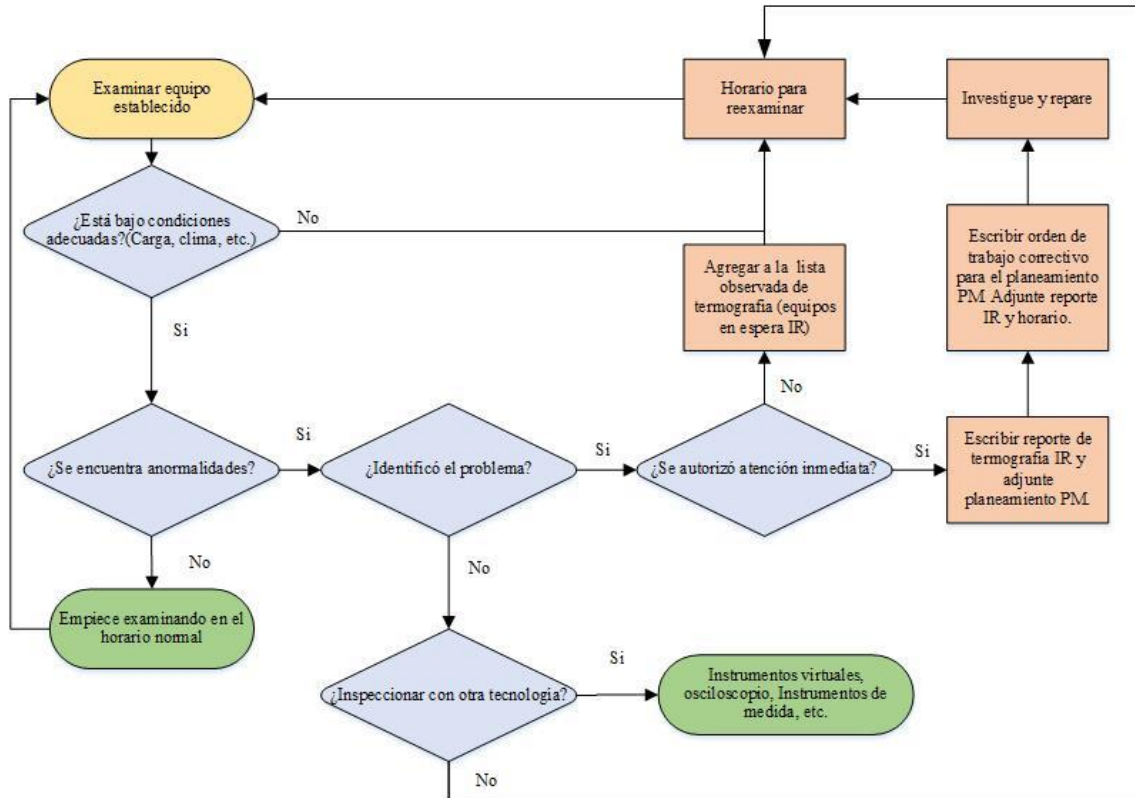 Examinar equipo
establecido
Horario para
reexaminar
Investigue y repare
¿Está bajo condiciones
adecuadas?(Carga, clima, etc.)
No
Agregar a la lista
observada de
termografía (equipos
en espera IR)
Escribir orden de
trabajo correctivo
para el planeamiento
PM. Adjunte reporte
IR y horario.
Si
No
¿Se encuentra anormalidades?
Si
¿Identificó el problema?
Si
¿Se autorizó atención inmediata?
Si
Escribir reporte de
termografía IR y
adjunte
planeamiento PM.
No
No
Empiece examinando en el
horario normal
¿Inspeccionar con otra tecnología?
Si
Instrumentos virtuales,
osciloscopio, Instrumentos de
medida, etc.
No